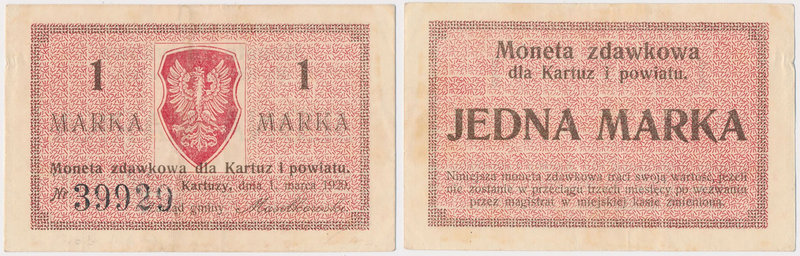 1 1
MARKA MARKA
Moneta zdawkowa dla Kartuz i powiatu.
Kartuzy, dnia 1. marca 1920.
№ 39929
gminy
Moneta zdawkowa
dla Kartuz i powiatu.
JEDNA MARKA
Niniejsza moneta zdawkowa traci swoją wartość, jeżeli
nie zostanie w przeciągu trzech miesięcy po wezwaniu
przez magistrat w miejskiej kasie zmieniona.